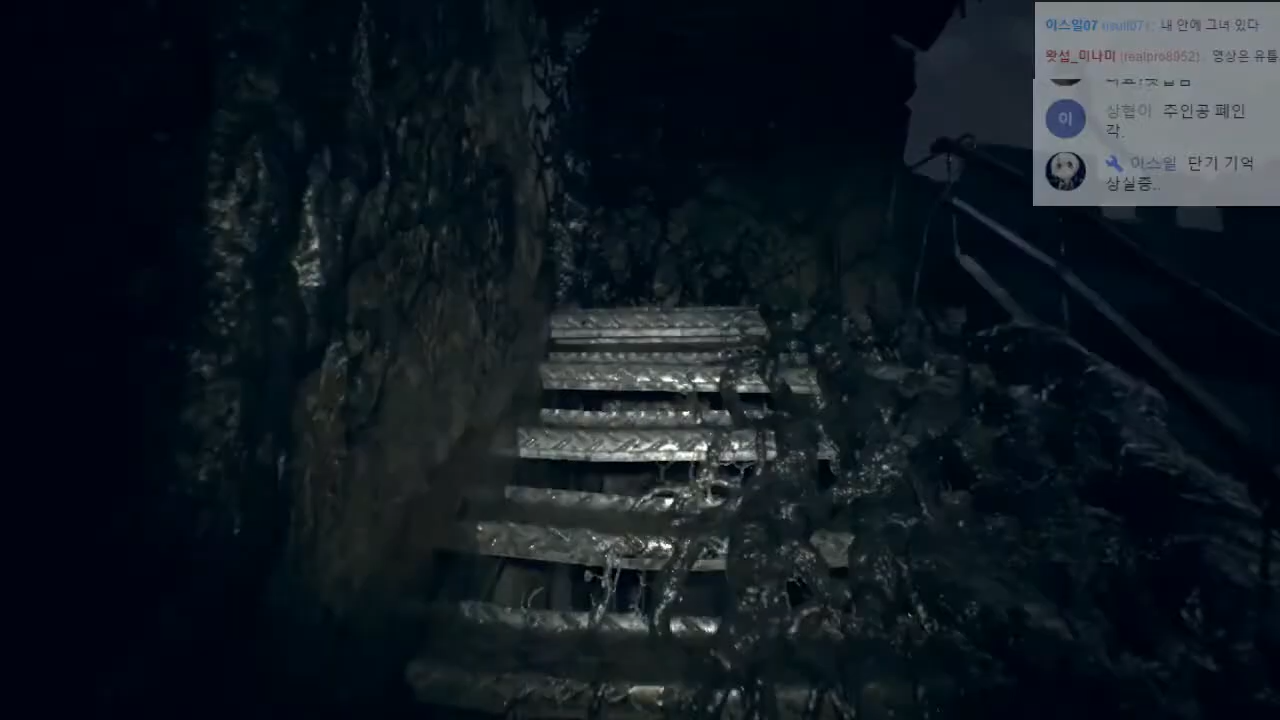 이스일07 (isuil07): 내 안에 그녀 있다
왓섭_미나미 (realpro8952) : 영상은 유튭
이 상협이 주인공 폐인
각.
이스일 단기 기억
상실증..